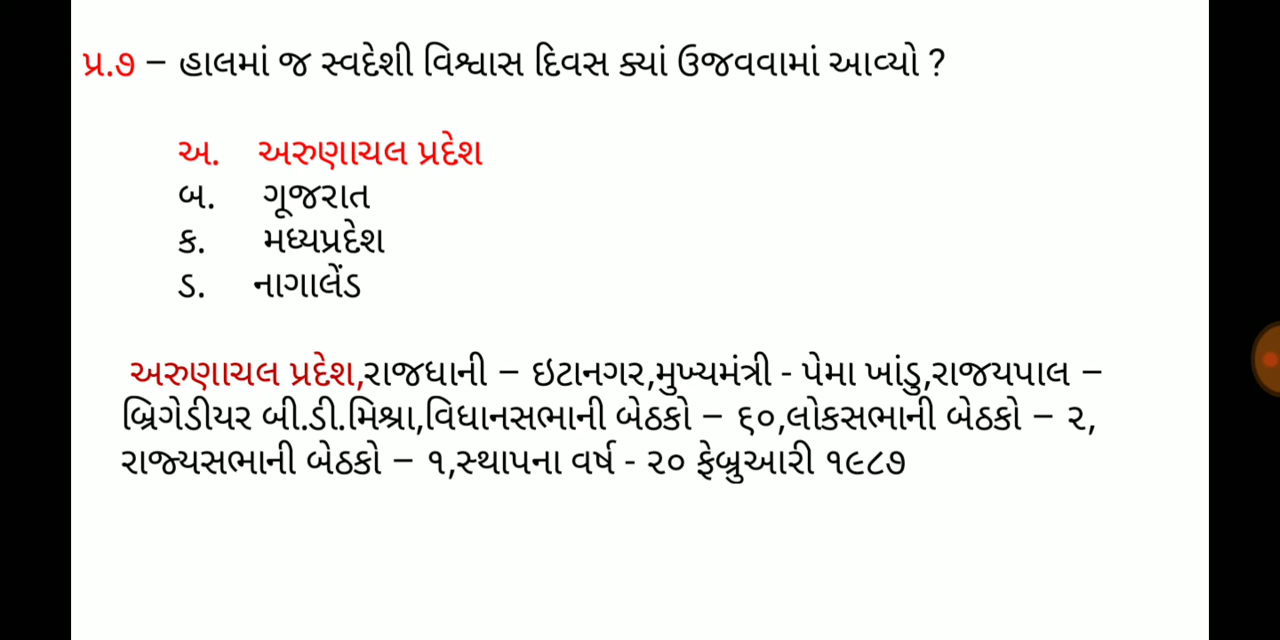 પ્ર.૭ – હાલમાં જ સ્વદેશી વિશ્વાસ દિવસ ક્યાં ઉજવવામાં આવ્યો ?
અ. અરુણાચલ પ્રદેશ
બ. ગૂજરાત
ક. મધ્યપ્રદેશ
ડ. નાગાલેંડ
અરુણાચલ પ્રદેશ,રાજધાની – ઇટાનગર,મુખ્યમંત્રી - પેમા ખાંડુ,રાજયપાલ –
બ્રિગેડીયર બી.ડી.મિશ્રા,વિધાનસભાની બેઠકો – ૬૦,લોકસભાની બેઠકો – ૨,
રાજ્યસભાની બેઠકો – ૧,સ્થાપના વર્ષ - ૨૦ ફેબ્રુઆરી ૧૯૮૭